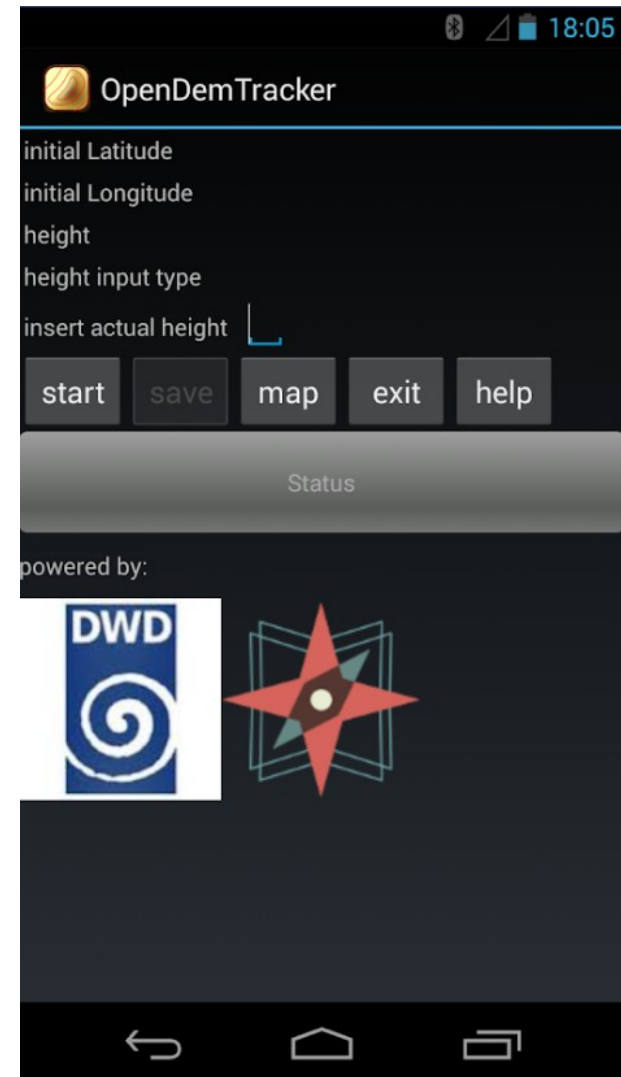 18:05
OpenDemTracker
initial Latitude
initial Longitude
height
height input type
insert actual height
start save map exit help
Status
powered by:
DWD